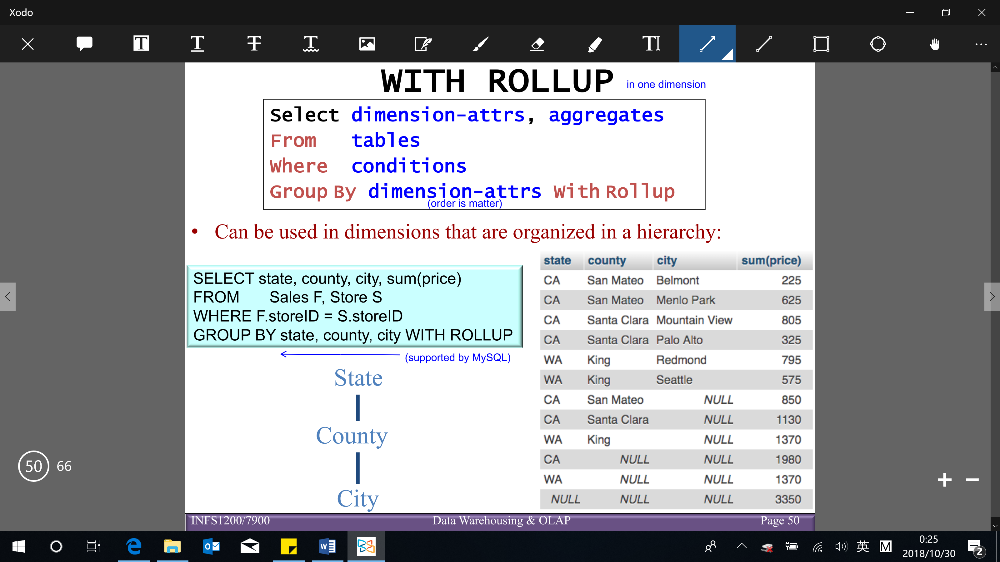 Xodo
WITH ROLLUP in one dimension
Select dimension-attrs, aggregates
From tables
Where conditions
Group By dimension-attrs With Rollup
(order is matter)
• Can be used in dimensions that are organized in a hierarchy:
SELECT state, county, city, sum(price)
FROM Sales F, Store S
WHERE F.storeID = S.storeID
GROUP BY state, county, city WITH ROLLUP
(supported by MySQL)
State
County
City
state county city sum(price)
CA San Mateo Belmont 225
CA San Mateo Menlo Park 625
CA Santa Clara Mountain View 805
CA Santa Clara Palo Alto 325
WA King Redmond 795
WA King Seattle 575
CA San Mateo NULL 850
CA Santa Clara NULL 1130
WA King NULL 1370
CA NULL NULL 1980
WA NULL NULL 1370
NULL NULL NULL 3350
50 66
INFS1200/7900 Data Warehousing & OLAP Page 50
英 M
0:25
2018/10/30
2